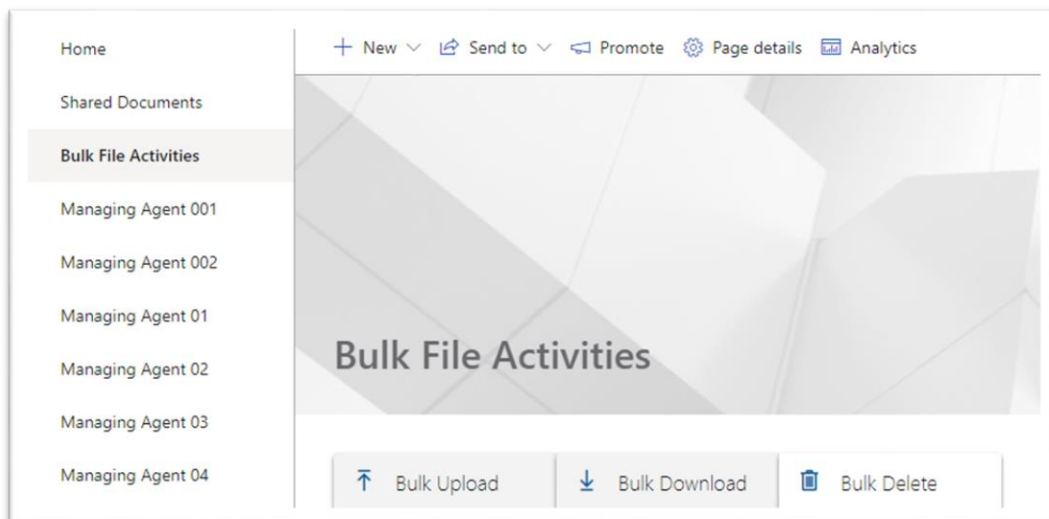 Home
Shared Documents
Bulk File Activities
Managing Agent 001
Managing Agent 002
Managing Agent 01
Managing Agent 02
Managing Agent 03
Managing Agent 04
New Send to Promote Page details Analytics
Bulk File Activities
Bulk Upload Bulk Download Bulk Delete